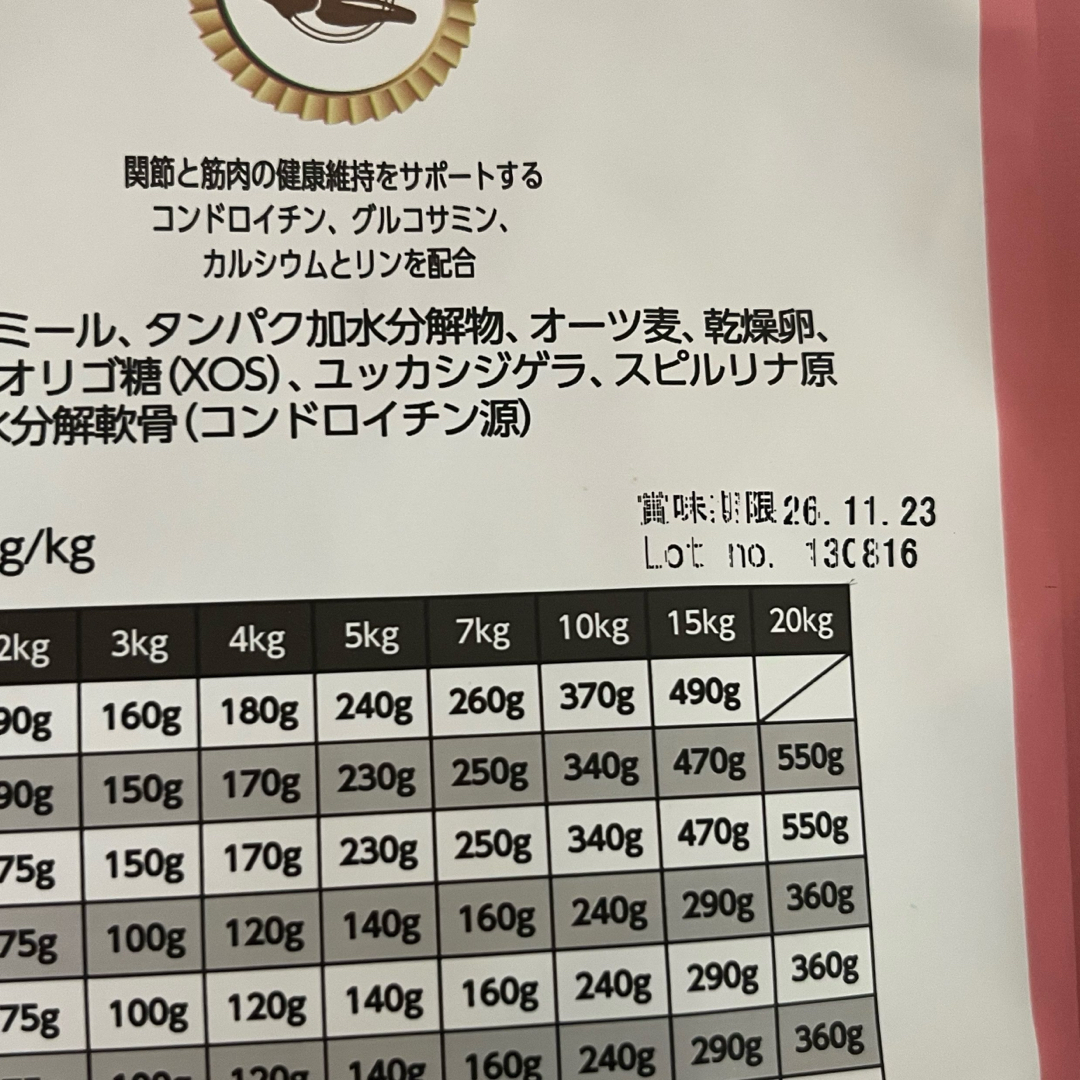 関節と筋肉の健康維持をサポートする
コンドロイチン、グルコサミン、
カルシウムとリンを配合
ミール、タンパク加水分解物、オーツ麦、乾燥卵、
オリゴ糖(XOS)、ユッカシジゲラ、スピルリナ原
水分解軟骨(コンドロイチン源)
賞味期限 26. 11. 23
Lot no. 130816
g/kg
2kg 3kg 4kg 5kg 7kg 10kg 15kg 20kg
90g 160g 180g 240g 260g 370g 490g
90g 150g 170g 230g 250g 340g 470g 550g
75g 150g 170g 230g 250g 340g 470g 550g
75g 100g 120g 140g 160g 240g 290g 360g
75g 100g 120g 140g 160g 240g 290g 360g
100g 120g 140g 160g 240g 290g 360g